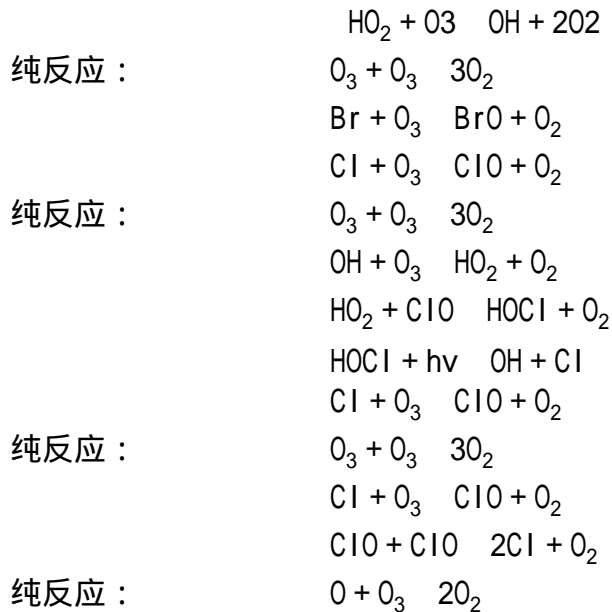 HO₂ + O3 OH + 2O2
纯反应： O₃ + O₃ 3O₂
Br + O₃ BrO + O₂
Cl + O₃ ClO + O₂
纯反应： O₃ + O₃ 3O₂
OH + O₃ HO₂ + O₂
HO₂ + ClO HOCl + O₂
HOCl + hv OH + Cl
Cl + O₃ ClO + O₂
纯反应： O₃ + O₃ 3O₂
Cl + O₃ ClO + O₂
ClO + ClO 2Cl + O₂
纯反应： O + O₃ 2O₂